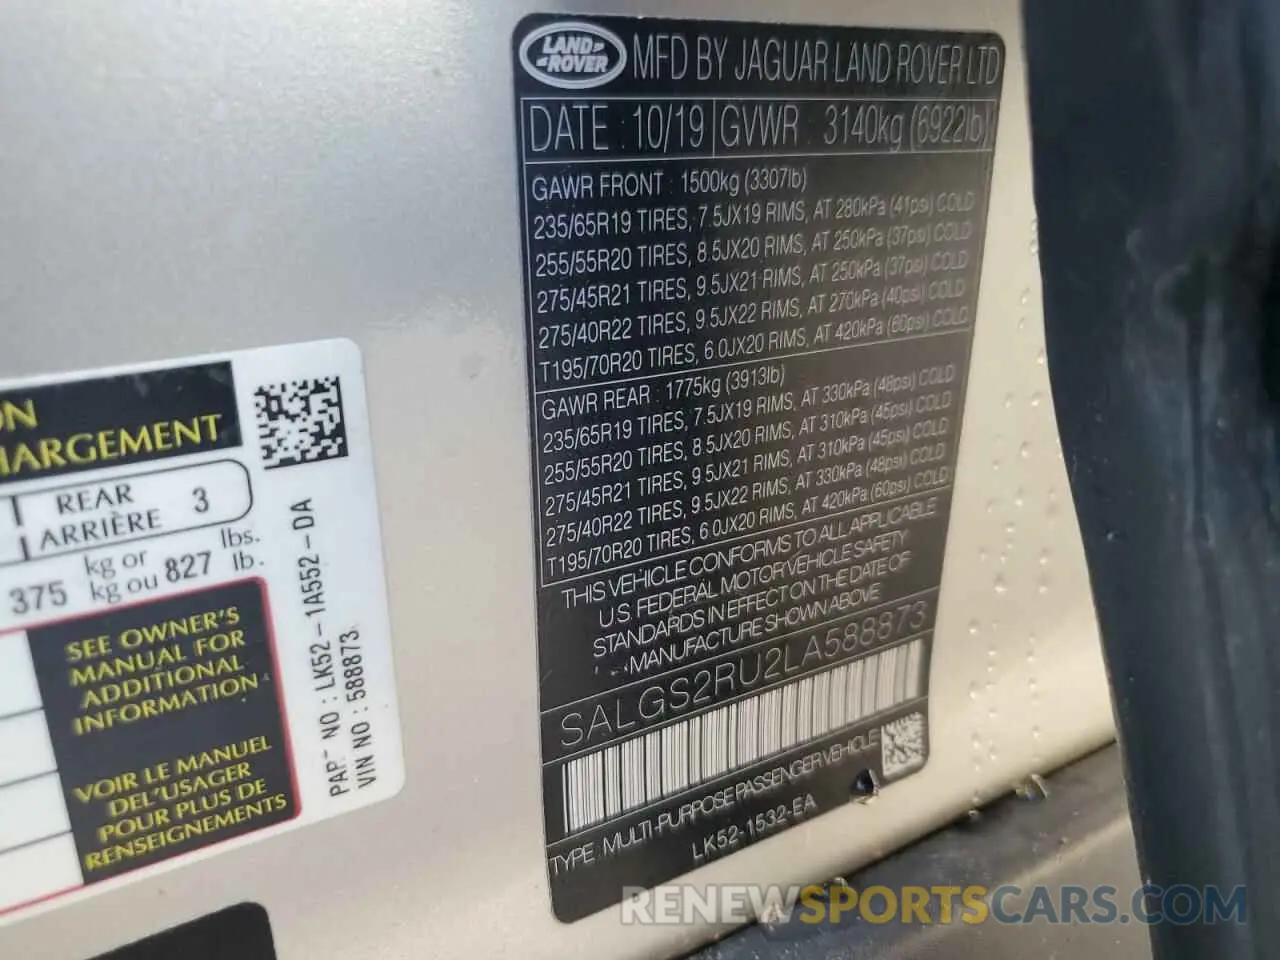 LAND ROVER
MFD BY JAGUAR LAND ROVER LTD
DATE : 10/19 GVWR : 3140kg (6922lb)
GAWR FRONT : 1500kg (3307lb)
235/65R19 TIRES, 7.5JX19 RIMS, AT 280kPa (41psi) COLD
255/55R20 TIRES, 8.5JX20 RIMS, AT 250kPa (37psi) COLD
275/45R21 TIRES, 9.5JX21 RIMS, AT 250kPa (37psi) COLD
275/40R22 TIRES, 9.5JX22 RIMS, AT 270kPa (40psi) COLD
T195/70R20 TIRES, 6.0JX20 RIMS, AT 420kPa (60psi) COLD
GAWR REAR : 1775kg (3913lb)
235/65R19 TIRES, 7.5JX19 RIMS, AT 330kPa (48psi) COLD
255/55R20 TIRES, 8.5JX20 RIMS, AT 310kPa (45psi) COLD
275/45R21 TIRES, 9.5JX21 RIMS, AT 310kPa (45psi) COLD
275/40R22 TIRES, 9.5JX22 RIMS, AT 330kPa (48psi) COLD
T195/70R20 TIRES, 6.0JX20 RIMS, AT 420kPa (60psi) COLD
THIS VEHICLE CONFORMS TO ALL APPLICABLE
U.S. FEDERAL MOTOR VEHICLE SAFETY
STANDARDS IN EFFECT ON THE DATE OF
MANUFACTURE SHOWN ABOVE
SALGS2RU2LA588873
TYPE : MULTI-PURPOSE PASSENGER VEHICLE
LK52-1532-EA
ON
HARGEMENT
REAR
ARRIÈRE 3
375 kg or 827 lbs.
kg ou lb.
SEE OWNER'S
MANUAL FOR
ADDITIONAL
INFORMATION
VOIR LE MANUEL
DEL'USAGER
POUR PLUS DE
RENSEIGNEMENTS
PART NO : LK52-1A552-DA
VIN NO : 588873
RENEWSPORTSCARS.COM